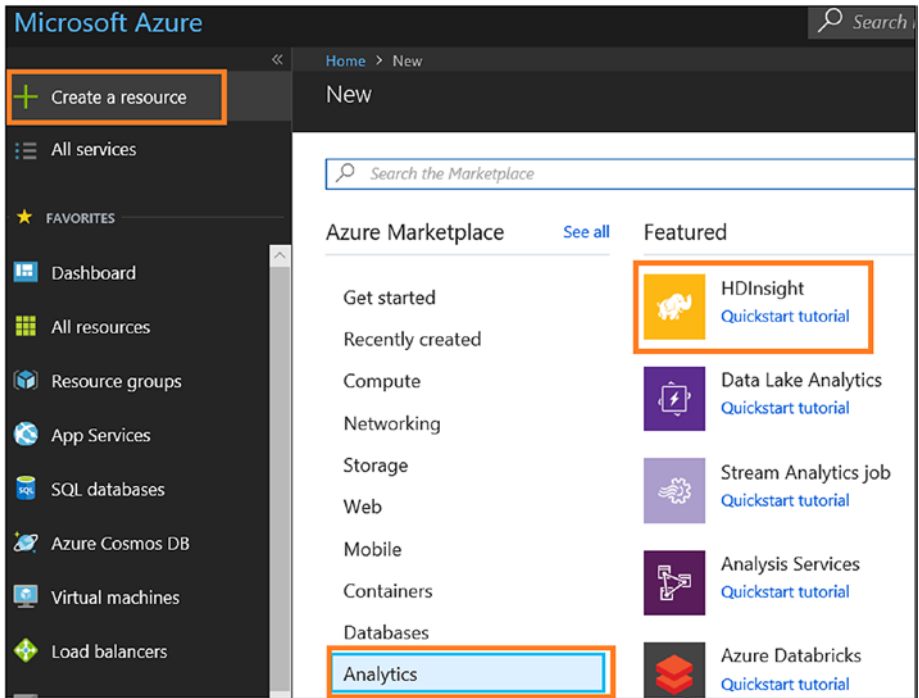 Microsoft Azure
Search
Create a resource
All services
FAVORITES
Dashboard
All resources
Resource groups
App Services
SQL
SQL databases
Azure Cosmos DB
Virtual machines
Load balancers
Home > New
New
Search the Marketplace
Azure Marketplace See all
Get started
Recently created
Compute
Networking
Storage
Web
Mobile
Containers
Databases
Analytics
Featured
HDInsight
Quickstart tutorial
Data Lake Analytics
Quickstart tutorial
Stream Analytics job
Quickstart tutorial
Analysis Services
Quickstart tutorial
Azure Databricks
Quickstart tutorial